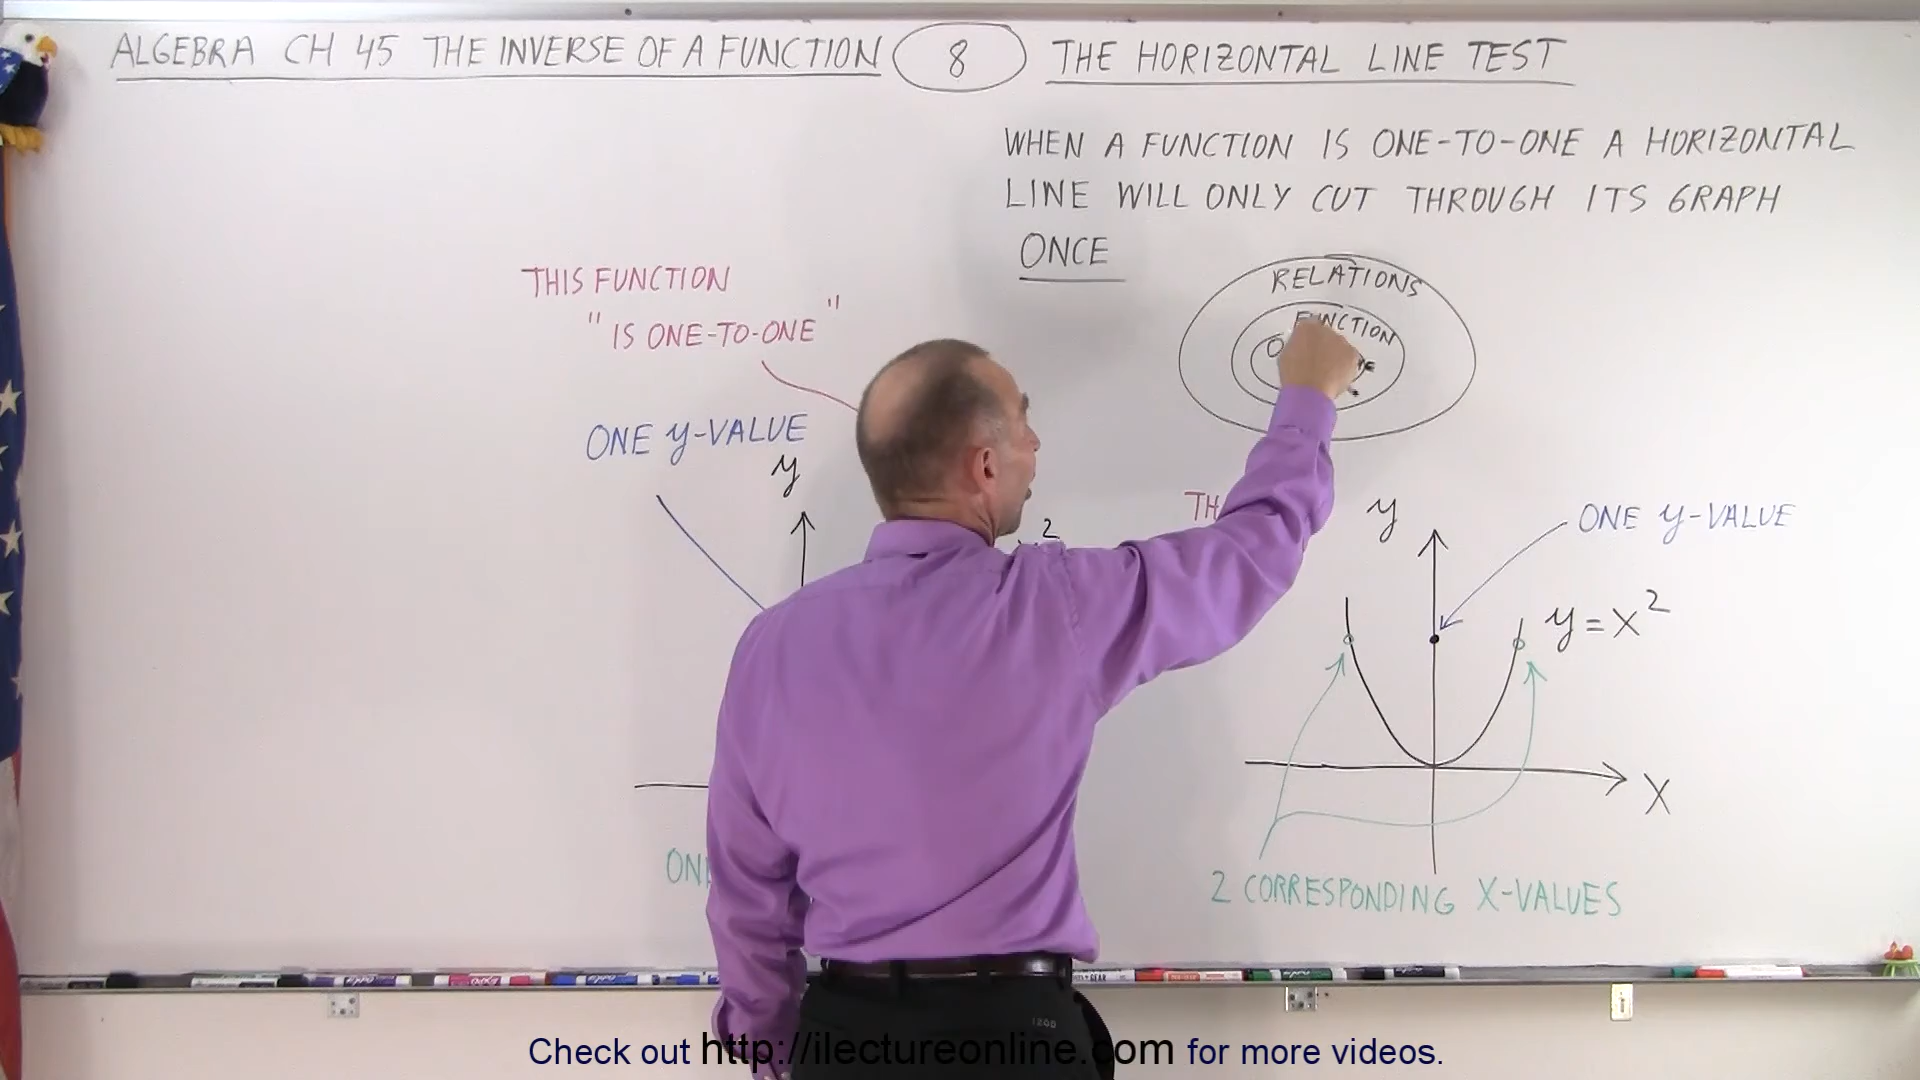 ALGEBRA CH 45 THE INVERSE OF A FUNCTION 8 THE HORIZONTAL LINE TEST
WHEN A FUNCTION IS ONE-TO-ONE A HORIZONTAL
LINE WILL ONLY CUT THROUGH ITS GRAPH
ONCE
RELATIONS
FUNCTION
THIS FUNCTION
"IS ONE-TO-ONE"
ONE y-VALUE
y
2
y
ONE y-VALUE
y=x²
X
2 CORRESPONDING X-VALUES
Check out http://ilectureonline.com for more videos.